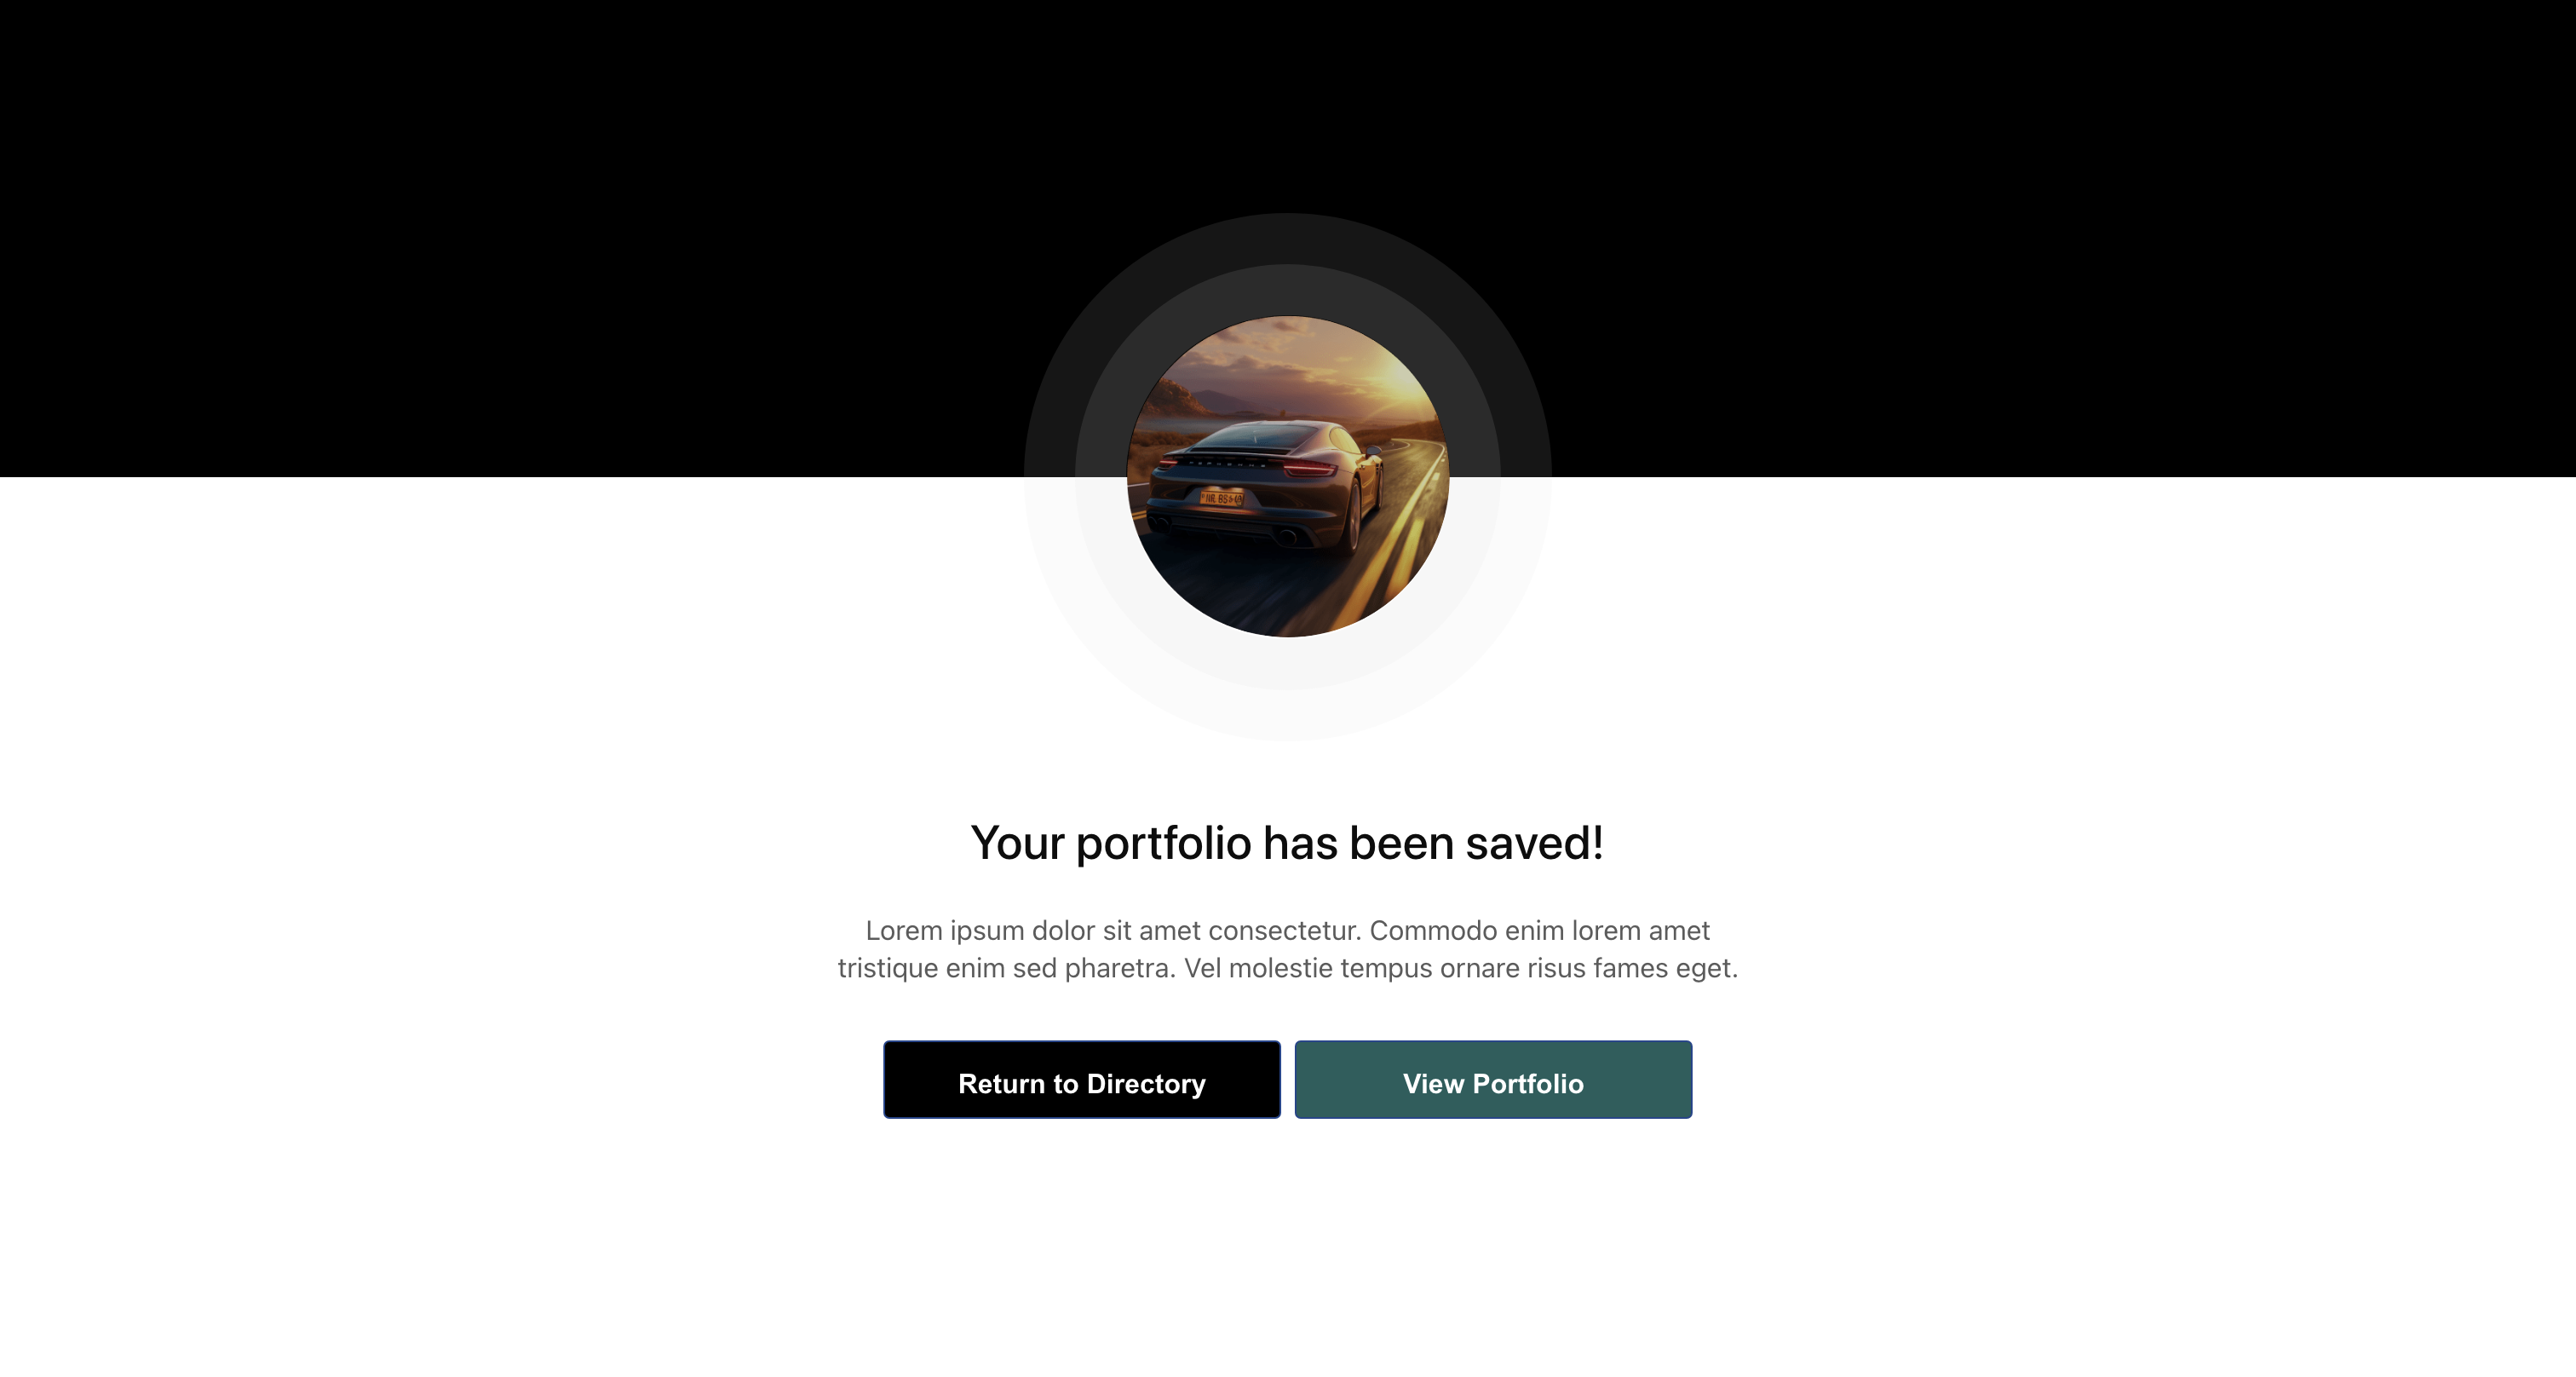 Your portfolio has been saved!
Lorem ipsum dolor sit amet consectetur. Commodo enim lorem amet
tristique enim sed pharetra. Vel molestie tempus ornare risus fames eget.
Return to Directory
View Portfolio